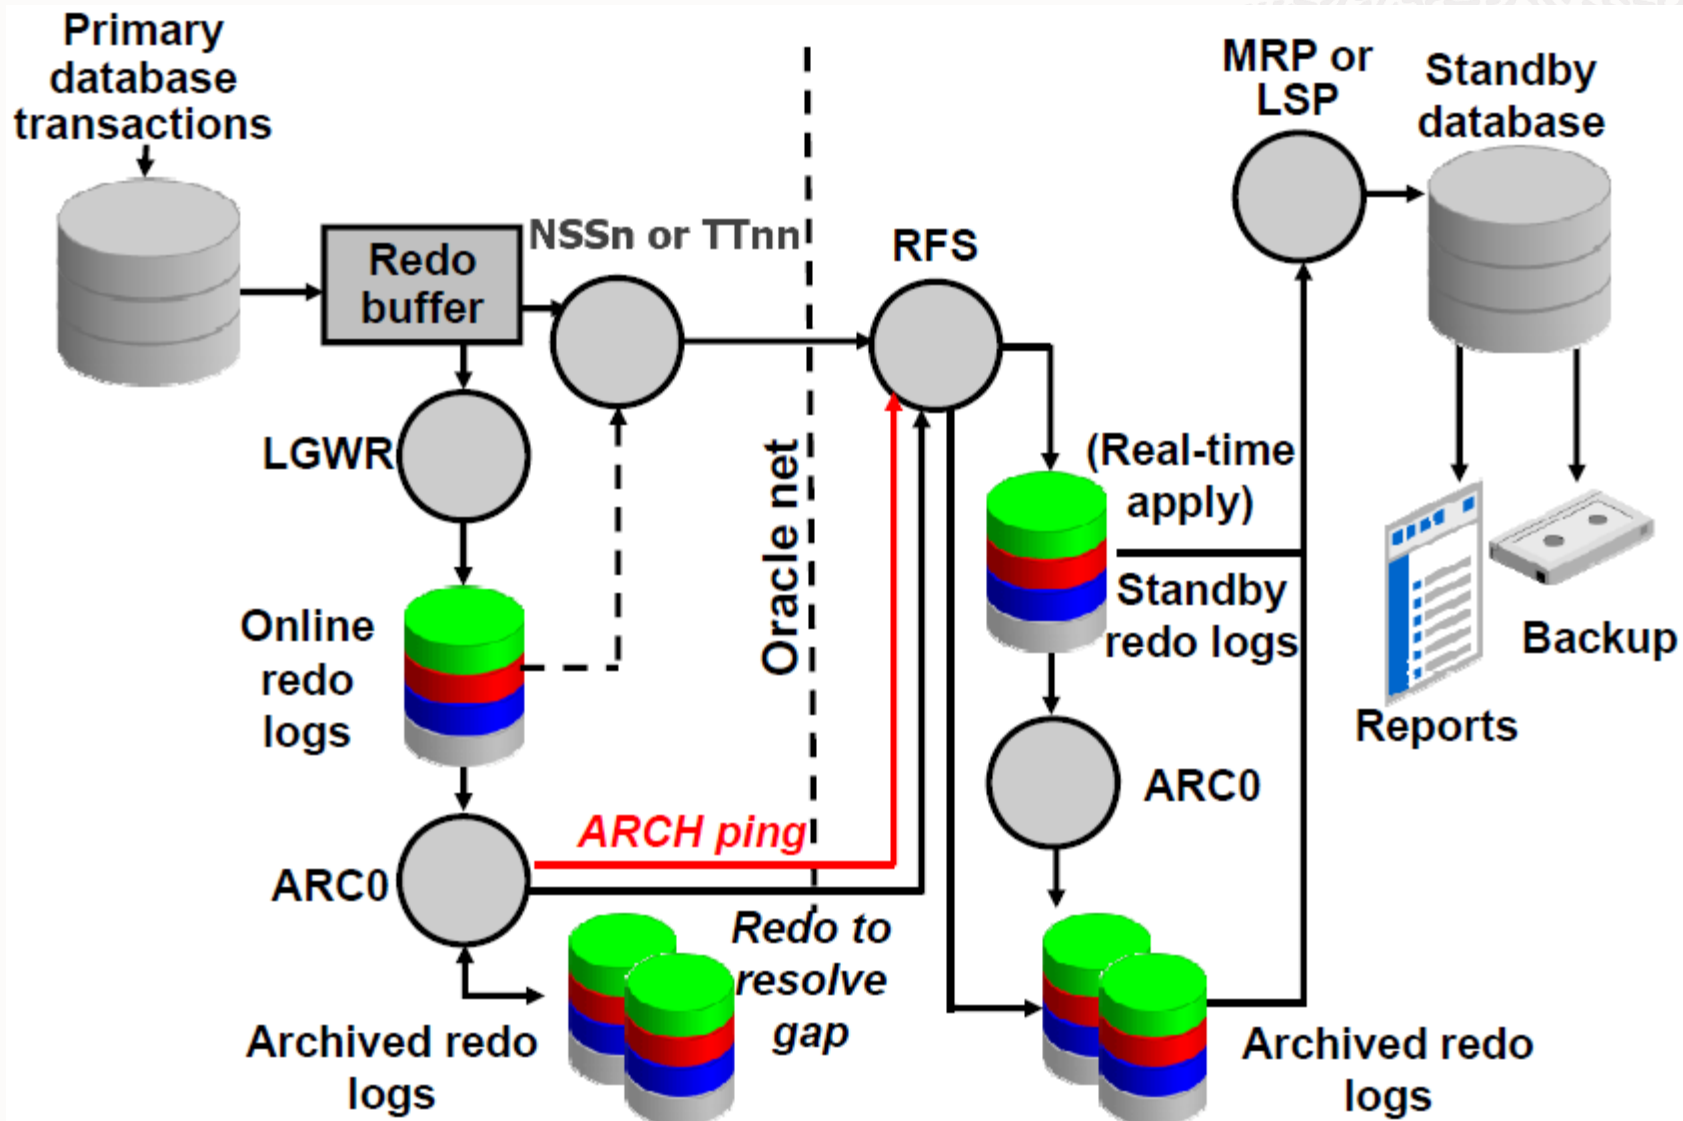 Primary
database
transactions
Redo
buffer
NSSn or TTnn
RFS
MRP or
LSP
Standby
database
LGWR
Oracle net
(Real-time
apply)
Standby
redo logs
Online
redo
logs
Reports
Backup
ARC0
ARCH ping
ARC0
Redo to
resolve
gap
Archived redo
logs
Archived redo
logs